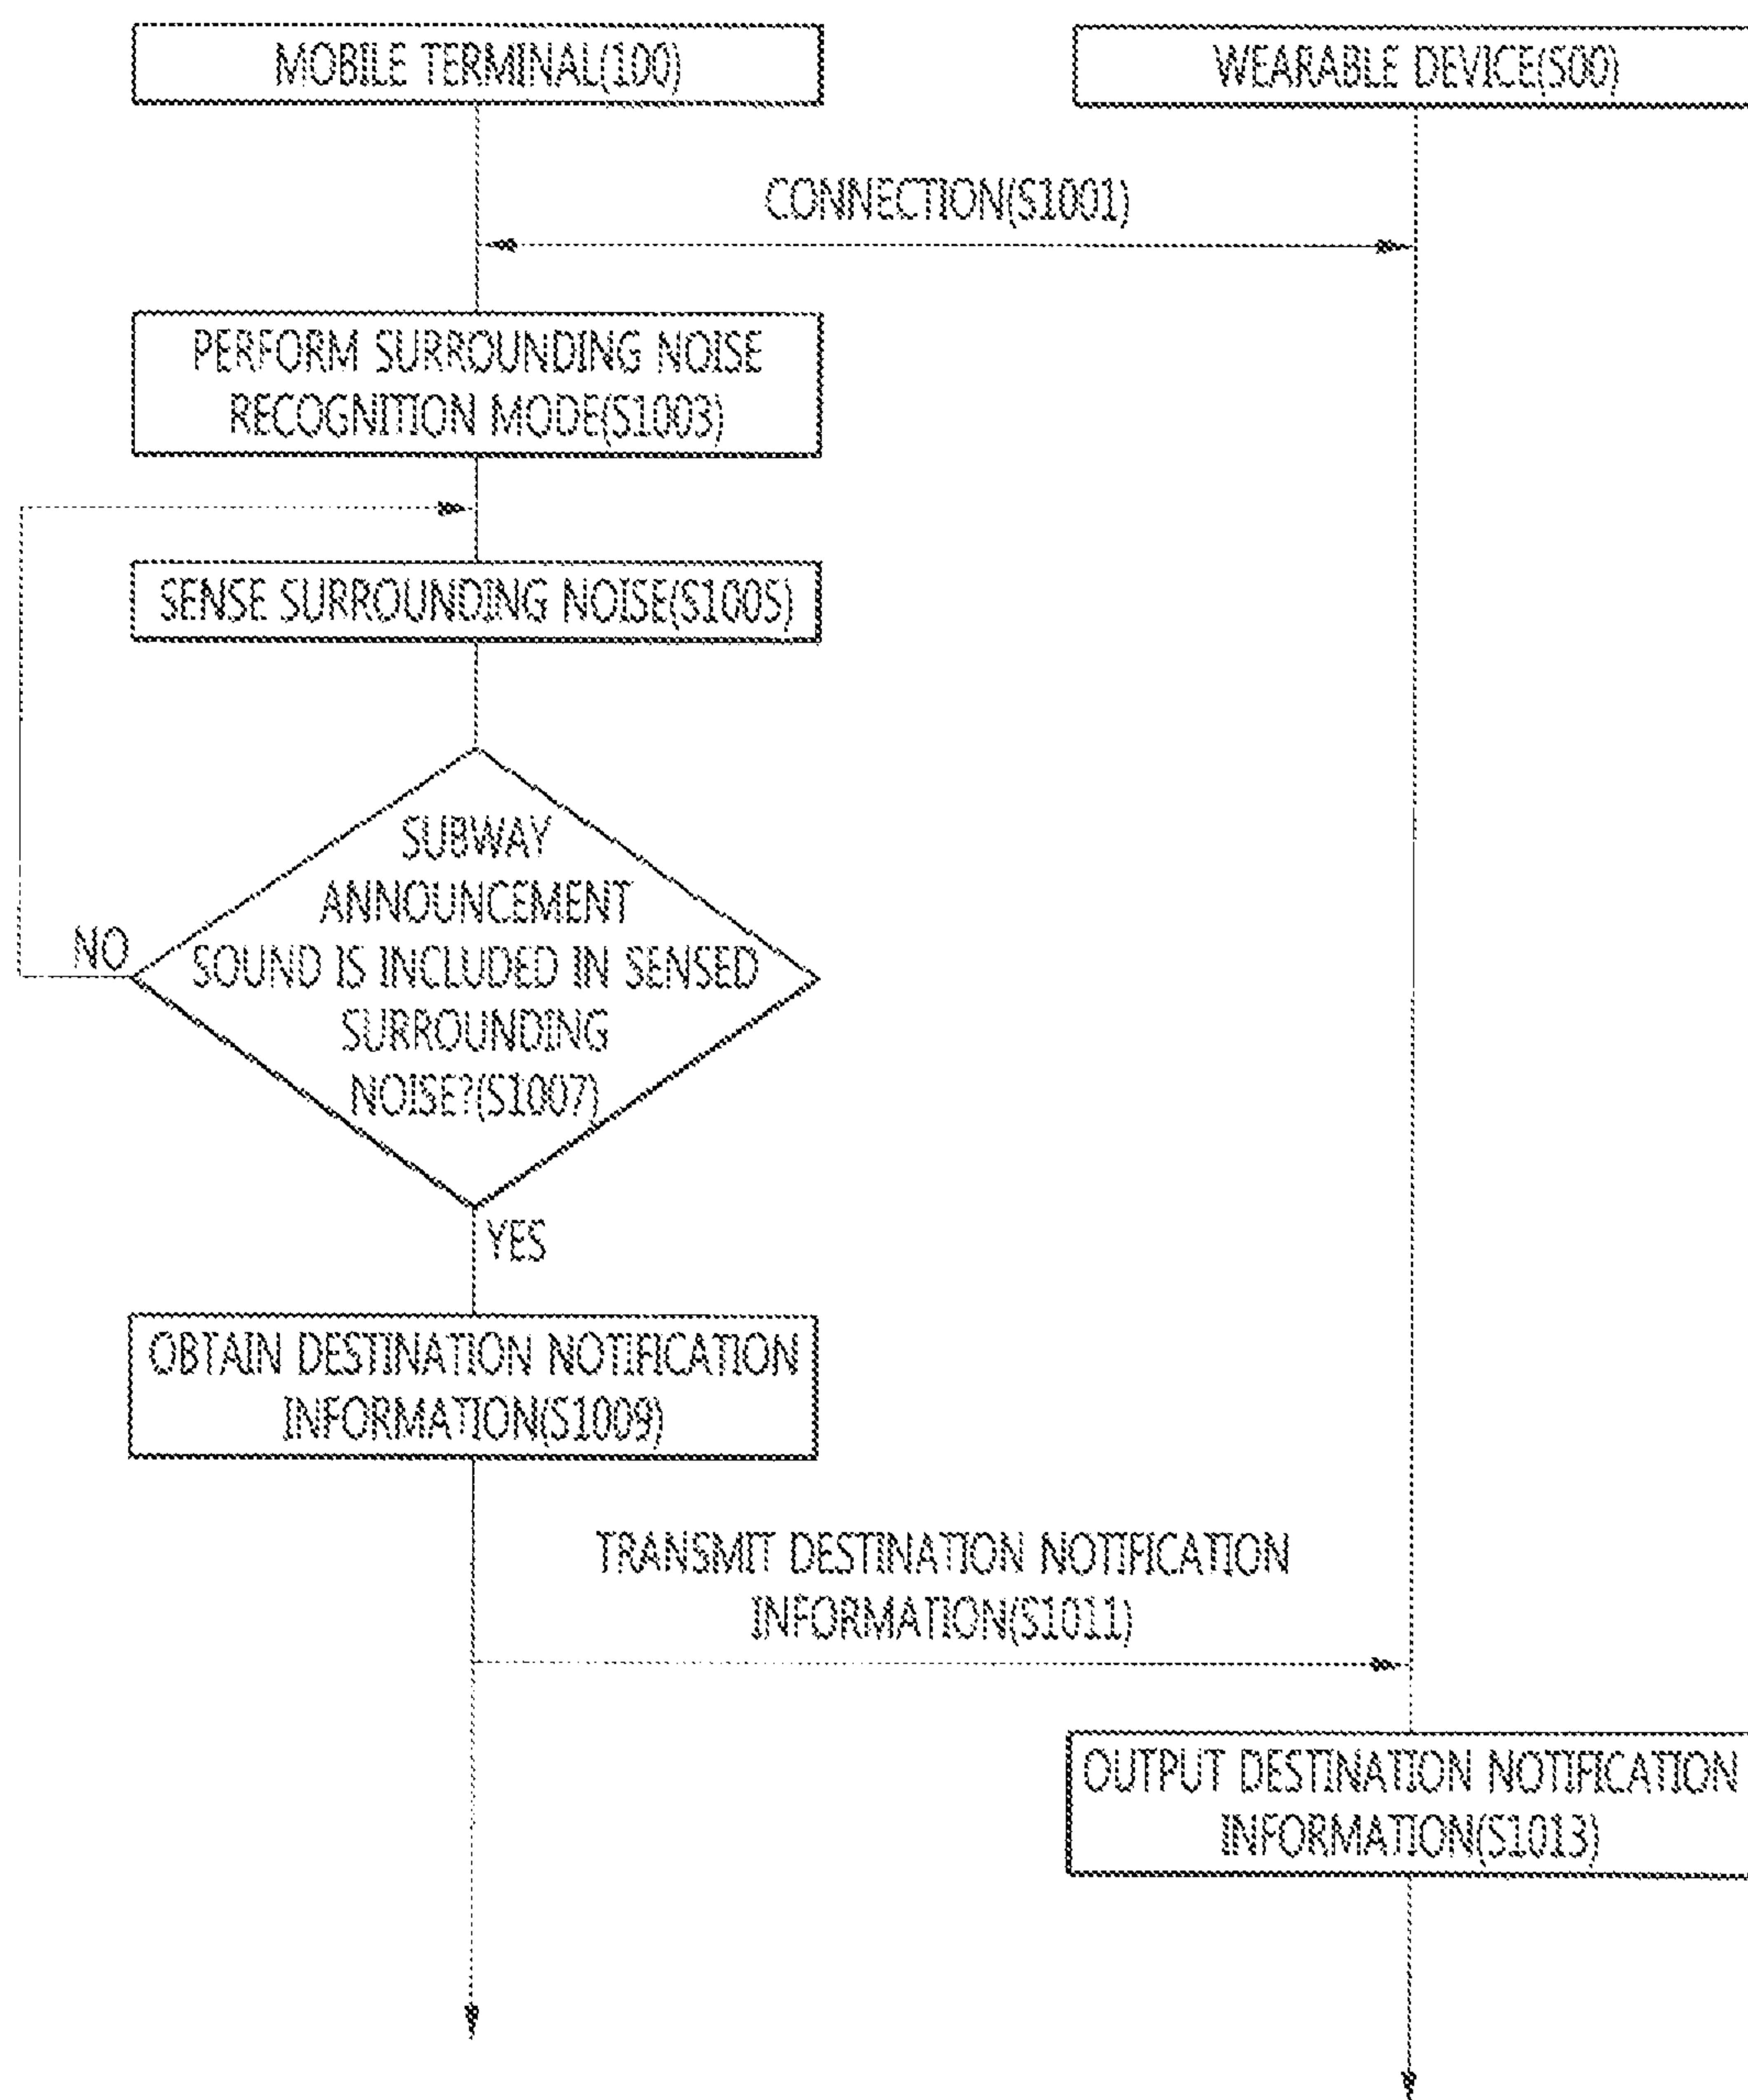 MOBILE TERMINAL(100)
WEARABLE DEVICE(500)
CONNECTION(S1001)
PERFORM SURROUNDING NOISE
RECOGNITION MODE(S1003)
SENSE SURROUNDING NOISE(S1005)
SUBWAY
ANNOUNCEMENT
SOUND IS INCLUDED IN SENSED
SURROUNDING
NOISE?(S1007)
NO
YES
OBTAIN DESTINATION NOTIFICATION
INFORMATION(S1009)
TRANSMIT DESTINATION NOTIFICATION
INFORMATION(S1011)
OUTPUT DESTINATION NOTIFICATION
INFORMATION(S1013)